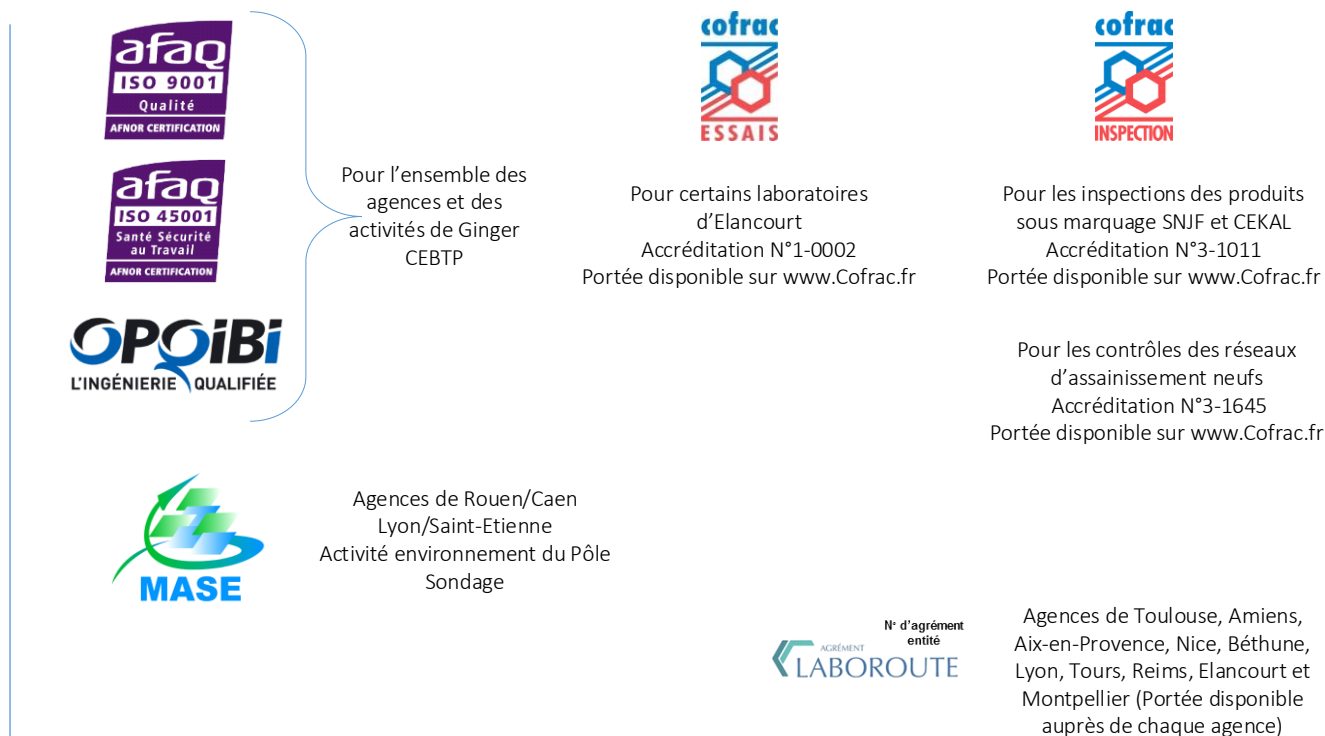 afaq
ISO 9001
Qualité
AFNOR CERTIFICATION
afaq
ISO 45001
Santé Sécurité
au Travail
AFNOR CERTIFICATION
OPQiBi
L'INGÉNIERIE QUALIFIÉE
Pour l'ensemble des
agences et des
activités de Ginger
CEBTP
cofrac
ESSAIS
Pour certains laboratoires
d'Elancourt
Accréditation N°1-0002
Portée disponible sur www.Cofrac.fr
cofrac
INSPECTION
Pour les inspections des produits
sous marquage SNJF et CEKAL
Accréditation N°3-1011
Portée disponible sur www.Cofrac.fr
Pour les contrôles des réseaux
d'assainissement neufs
Accréditation N°3-1645
Portée disponible sur www.Cofrac.fr
MASE
Agences de Rouen/Caen
Lyon/Saint-Etienne
Activité environnement du Pôle
Sondage
N° d'agrément
entité
AGRÉMENT
LABOROUTE
Agences de Toulouse, Amiens,
Aix-en-Provence, Nice, Béthune,
Lyon, Tours, Reims, Elancourt et
Montpellier (Portée disponible
auprès de chaque agence)